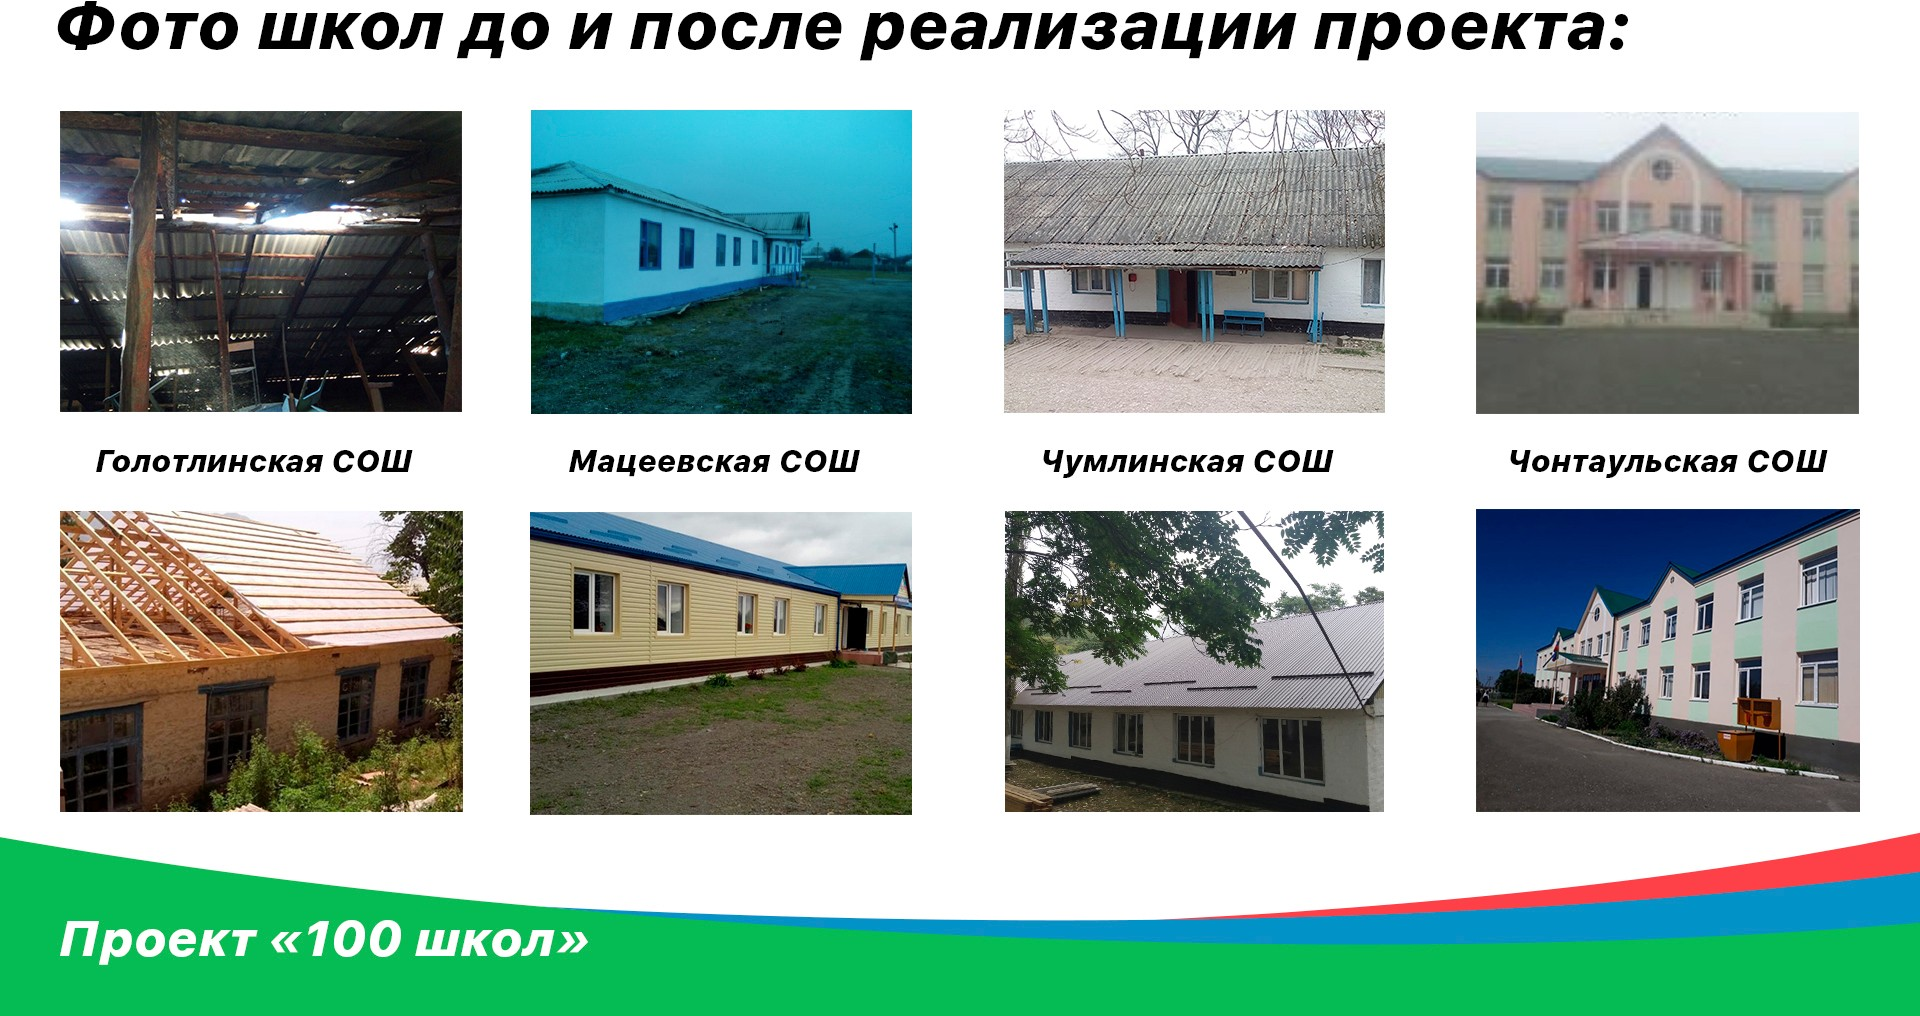 Фото школ до и после реализации проекта:
Голотлинская СОШ
Мацеевская СОШ
Чумлинская СОШ
Чонтаульская СОШ
Проект «100 школ»